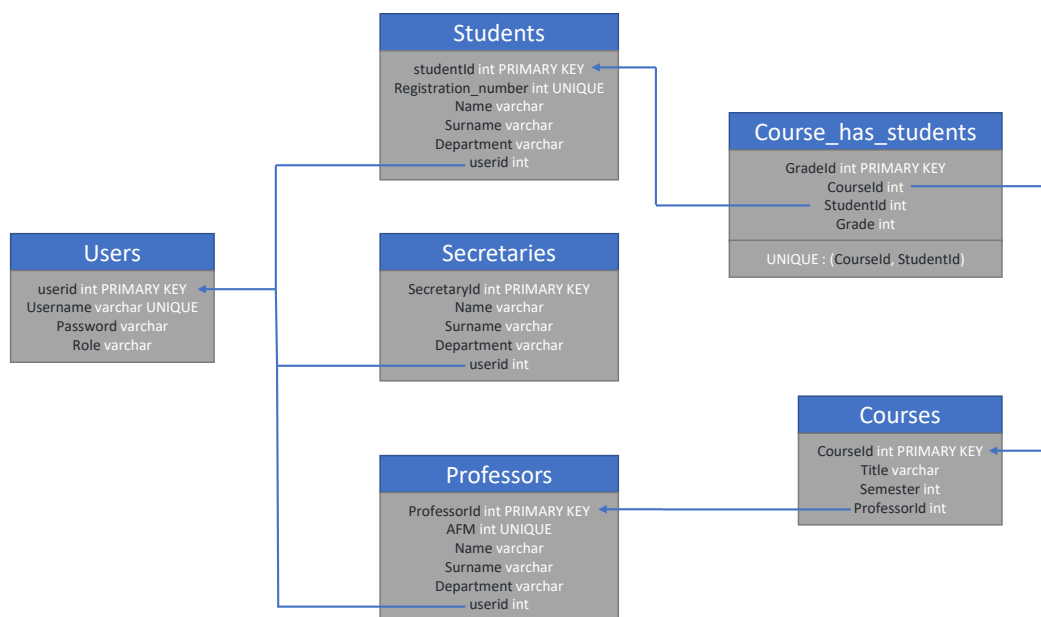 Students
studentId int PRIMARY KEY
Registration_number int UNIQUE
Name varchar
Surname varchar
Department varchar
userid int
Course_has_students
GradeId int PRIMARY KEY
CourseId int
StudentId int
Grade int
UNIQUE : (CourseId, StudentId)
Users
userid int PRIMARY KEY
Username varchar UNIQUE
Password varchar
Role varchar
Secretaries
SecretaryId int PRIMARY KEY
Name varchar
Surname varchar
Department varchar
userid int
Courses
CourseId int PRIMARY KEY
Title varchar
Semester int
ProfessorId int
Professors
ProfessorId int PRIMARY KEY
AFM int UNIQUE
Name varchar
Surname varchar
Department varchar
userid int